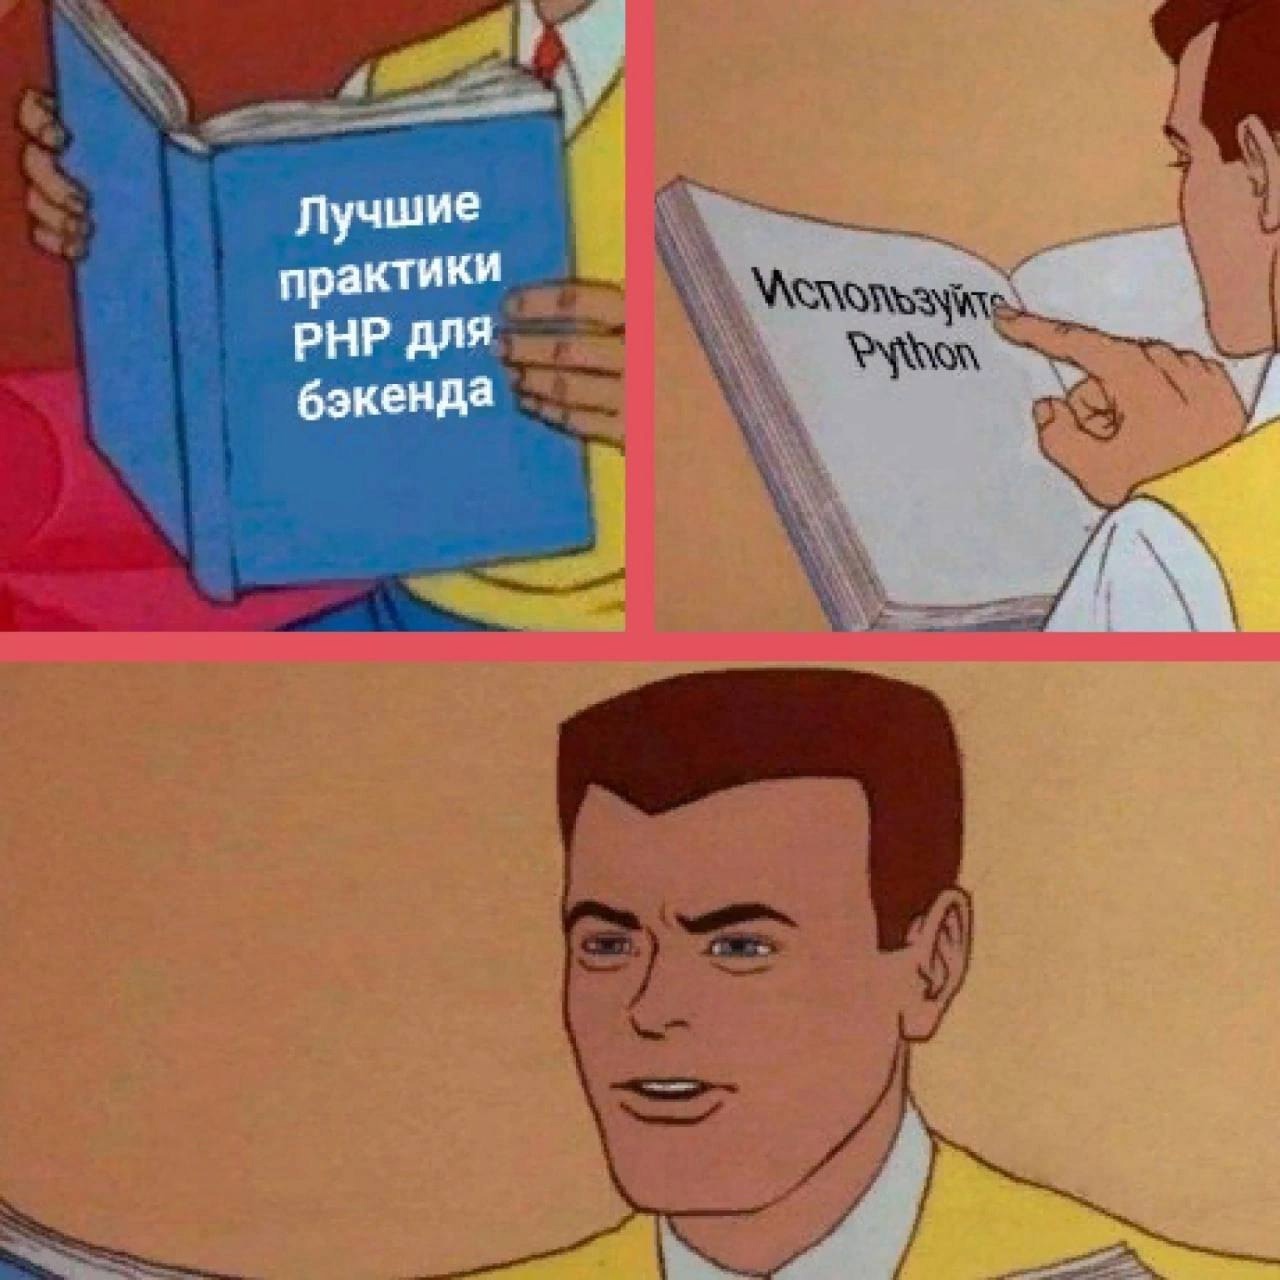 Лучшие
практики
PHP для
бэкенда
Используйте
Python